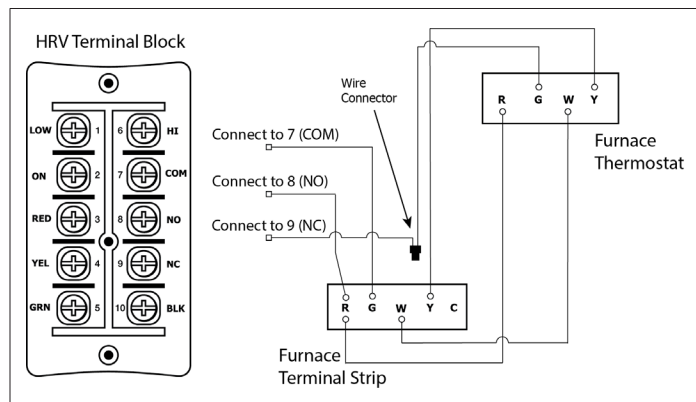 HRV Terminal Block
LOW 1 6 HI
ON 2 7 COM
RED 3 8 NO
YEL 4 9 NC
GRN 5 10 BLK
Wire
Connector
Connect to 7 (COM)
Connect to 8 (NO)
Connect to 9 (NC)
R G W Y
Furnace
Thermostat
R G W Y C
Furnace
Terminal Strip